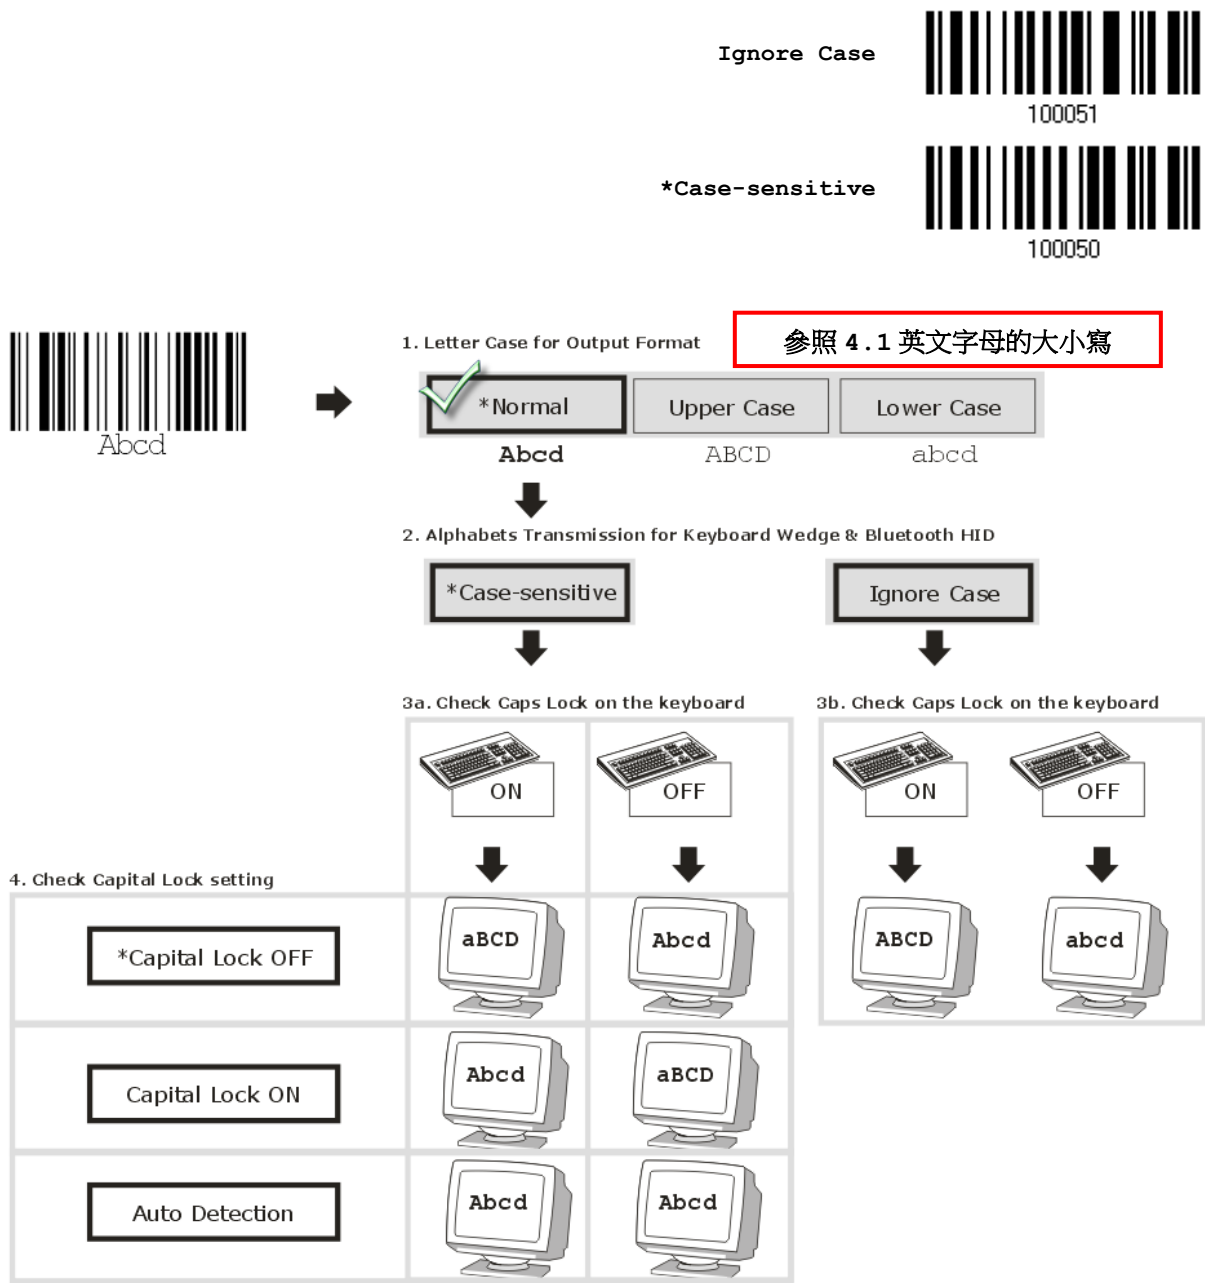 Ignore Case
100051
*Case-sensitive
100050
參照 4.1 英文字母的大小寫
1. Letter Case for Output Format
*Normal
Upper Case
Lower Case
Abcd
Abcd
ABCD
abcd
2. Alphabets Transmission for Keyboard Wedge & Bluetooth HID
*Case-sensitive
Ignore Case
3a. Check Caps Lock on the keyboard
3b. Check Caps Lock on the keyboard
ON
OFF
ON
OFF
4. Check Capital Lock setting
*Capital Lock OFF
aBCD
Abcd
ABCD
abcd
Capital Lock ON
Abcd
aBCD
Auto Detection
Abcd
Abcd